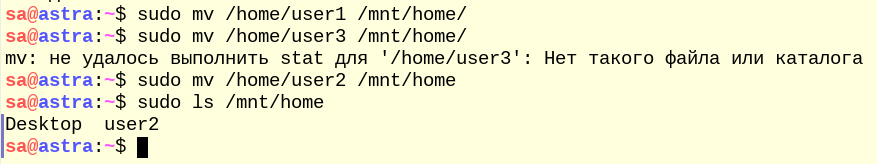 sa@astra:~$ sudo mv /home/user1 /mnt/home/
sa@astra:~$ sudo mv /home/user3 /mnt/home/
mv: не удалось выполнить stat для '/home/user3': Нет такого файла или каталога
sa@astra:~$ sudo mv /home/user2 /mnt/home
sa@astra:~$ sudo ls /mnt/home
Desktop  user2
sa@astra:~$